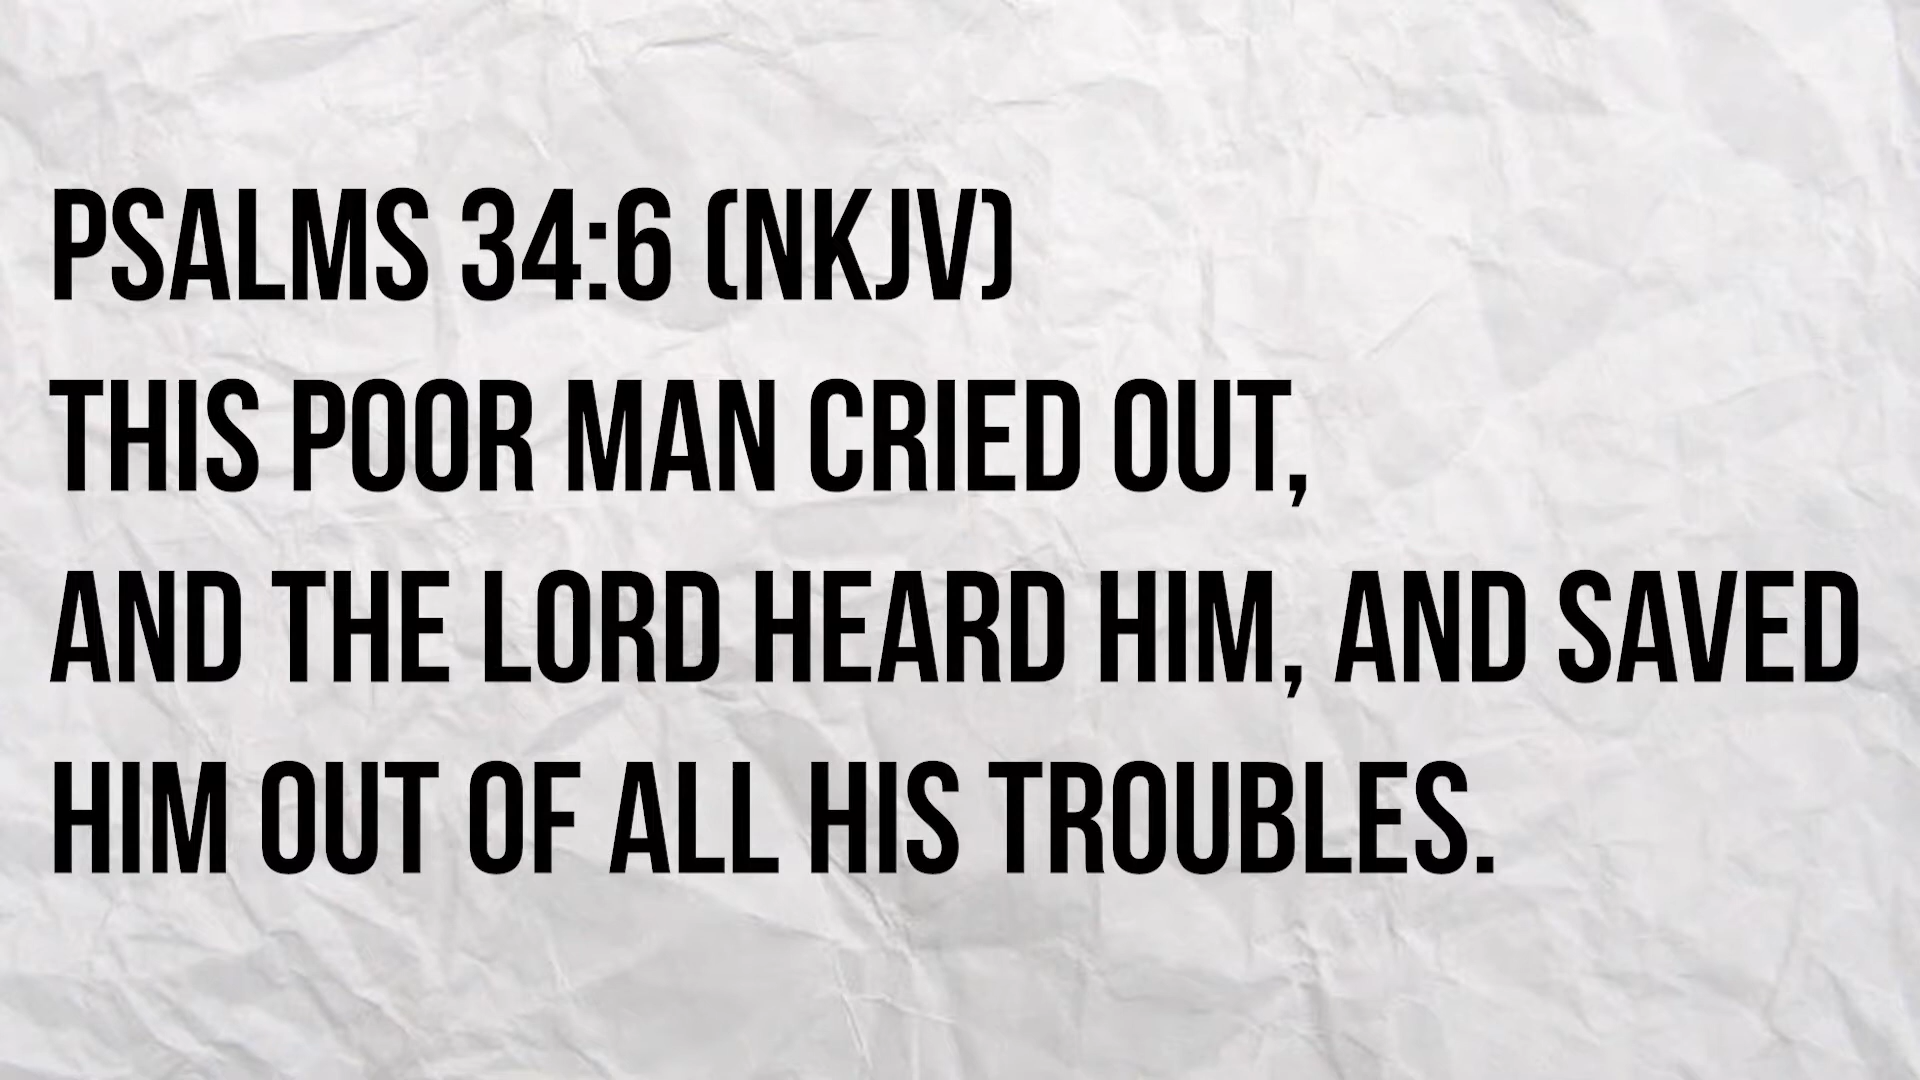 PSALMS 34:6 (NKJV)
THIS POOR MAN CRIED OUT,
AND THE LORD HEARD HIM, AND SAVED
HIM OUT OF ALL HIS TROUBLES.